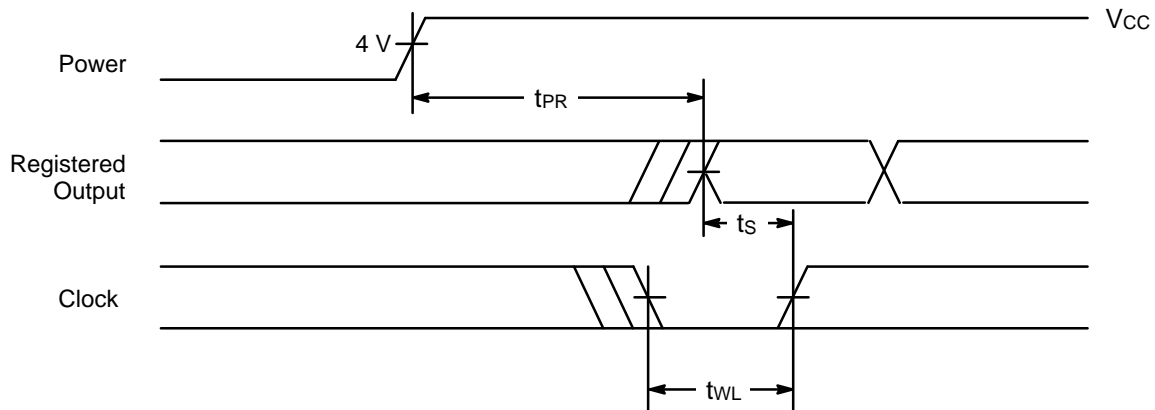 VCC
4 V
Power
tPR
Registered
Output
tS
Clock
tWL